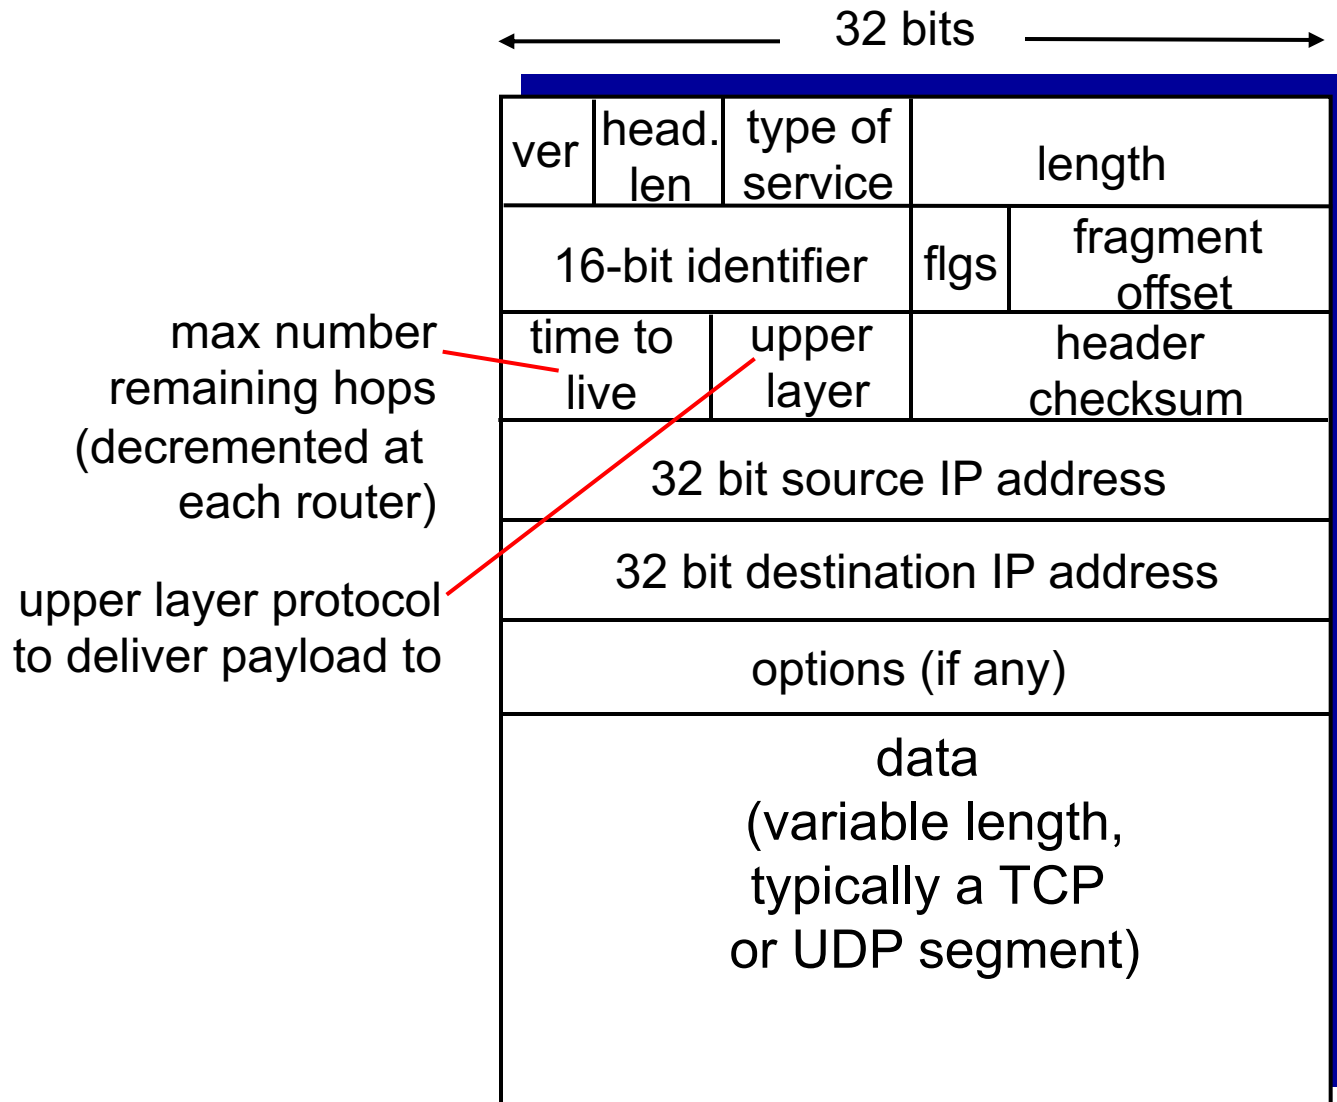 32 bits
ver
head.
len
type of
service
length
16-bit identifier
flgs
fragment
offset
max number
remaining hops
(decremented at
each router)
time to
live
upper
layer
header
checksum
32 bit source IP address
32 bit destination IP address
upper layer protocol
to deliver payload to
options (if any)
data
(variable length,
typically a TCP
or UDP segment)